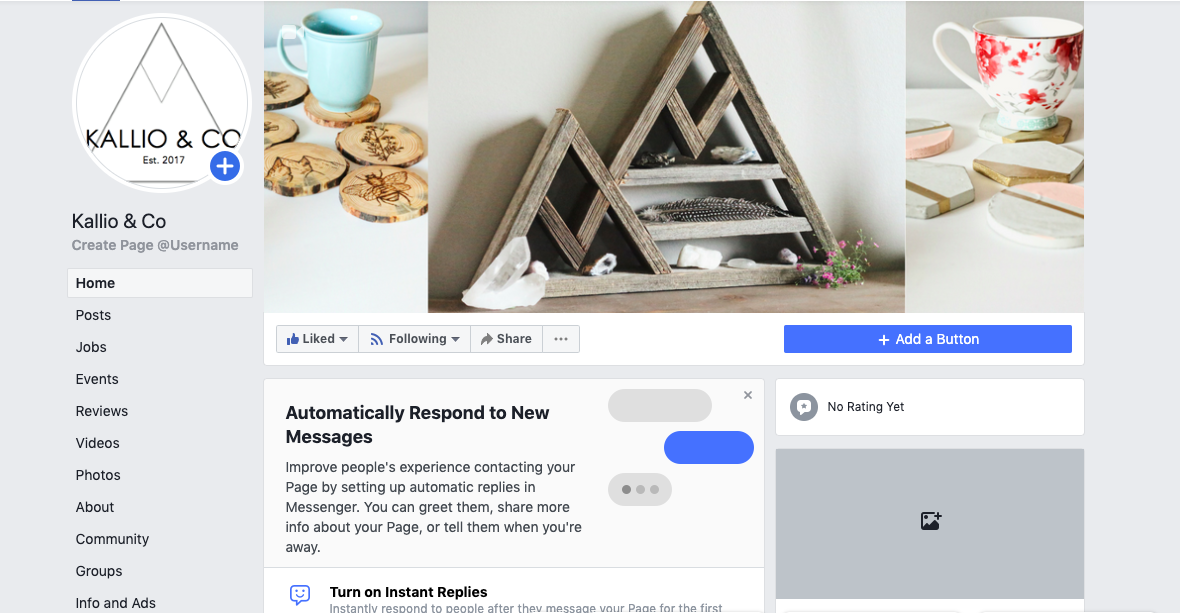 KALLIO & CO
Est. 2017
Kallio & Co
Create Page @Username
Home
Posts
Jobs
Events
Reviews
Videos
Photos
About
Community
Groups
Info and Ads
Liked
Following
Share
+ Add a Button
Automatically Respond to New
Messages
Improve people's experience contacting your
Page by setting up automatic replies in
Messenger. You can greet them, share more
info about your Page, or tell them when you're
away.
Turn on Instant Replies
Instantly respond to people after they message your Page for the first
No Rating Yet